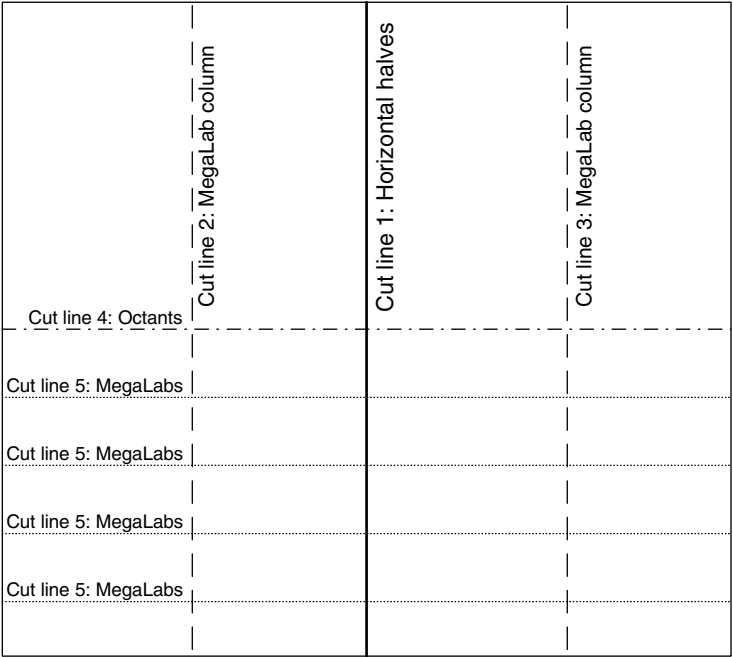 Cut line 2: MegaLab column
Cut line 1: Horizontal halves
Cut line 3: MegaLab column
Cut line 4: Octants
Cut line 5: MegaLabs
Cut line 5: MegaLabs
Cut line 5: MegaLabs
Cut line 5: MegaLabs